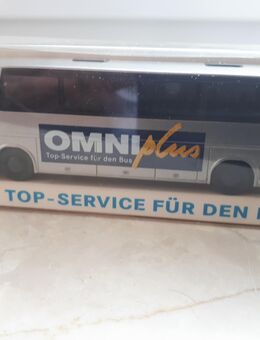 OMNIplus
Top-Service für den Bus
TOP-SERVICE FÜR DEN